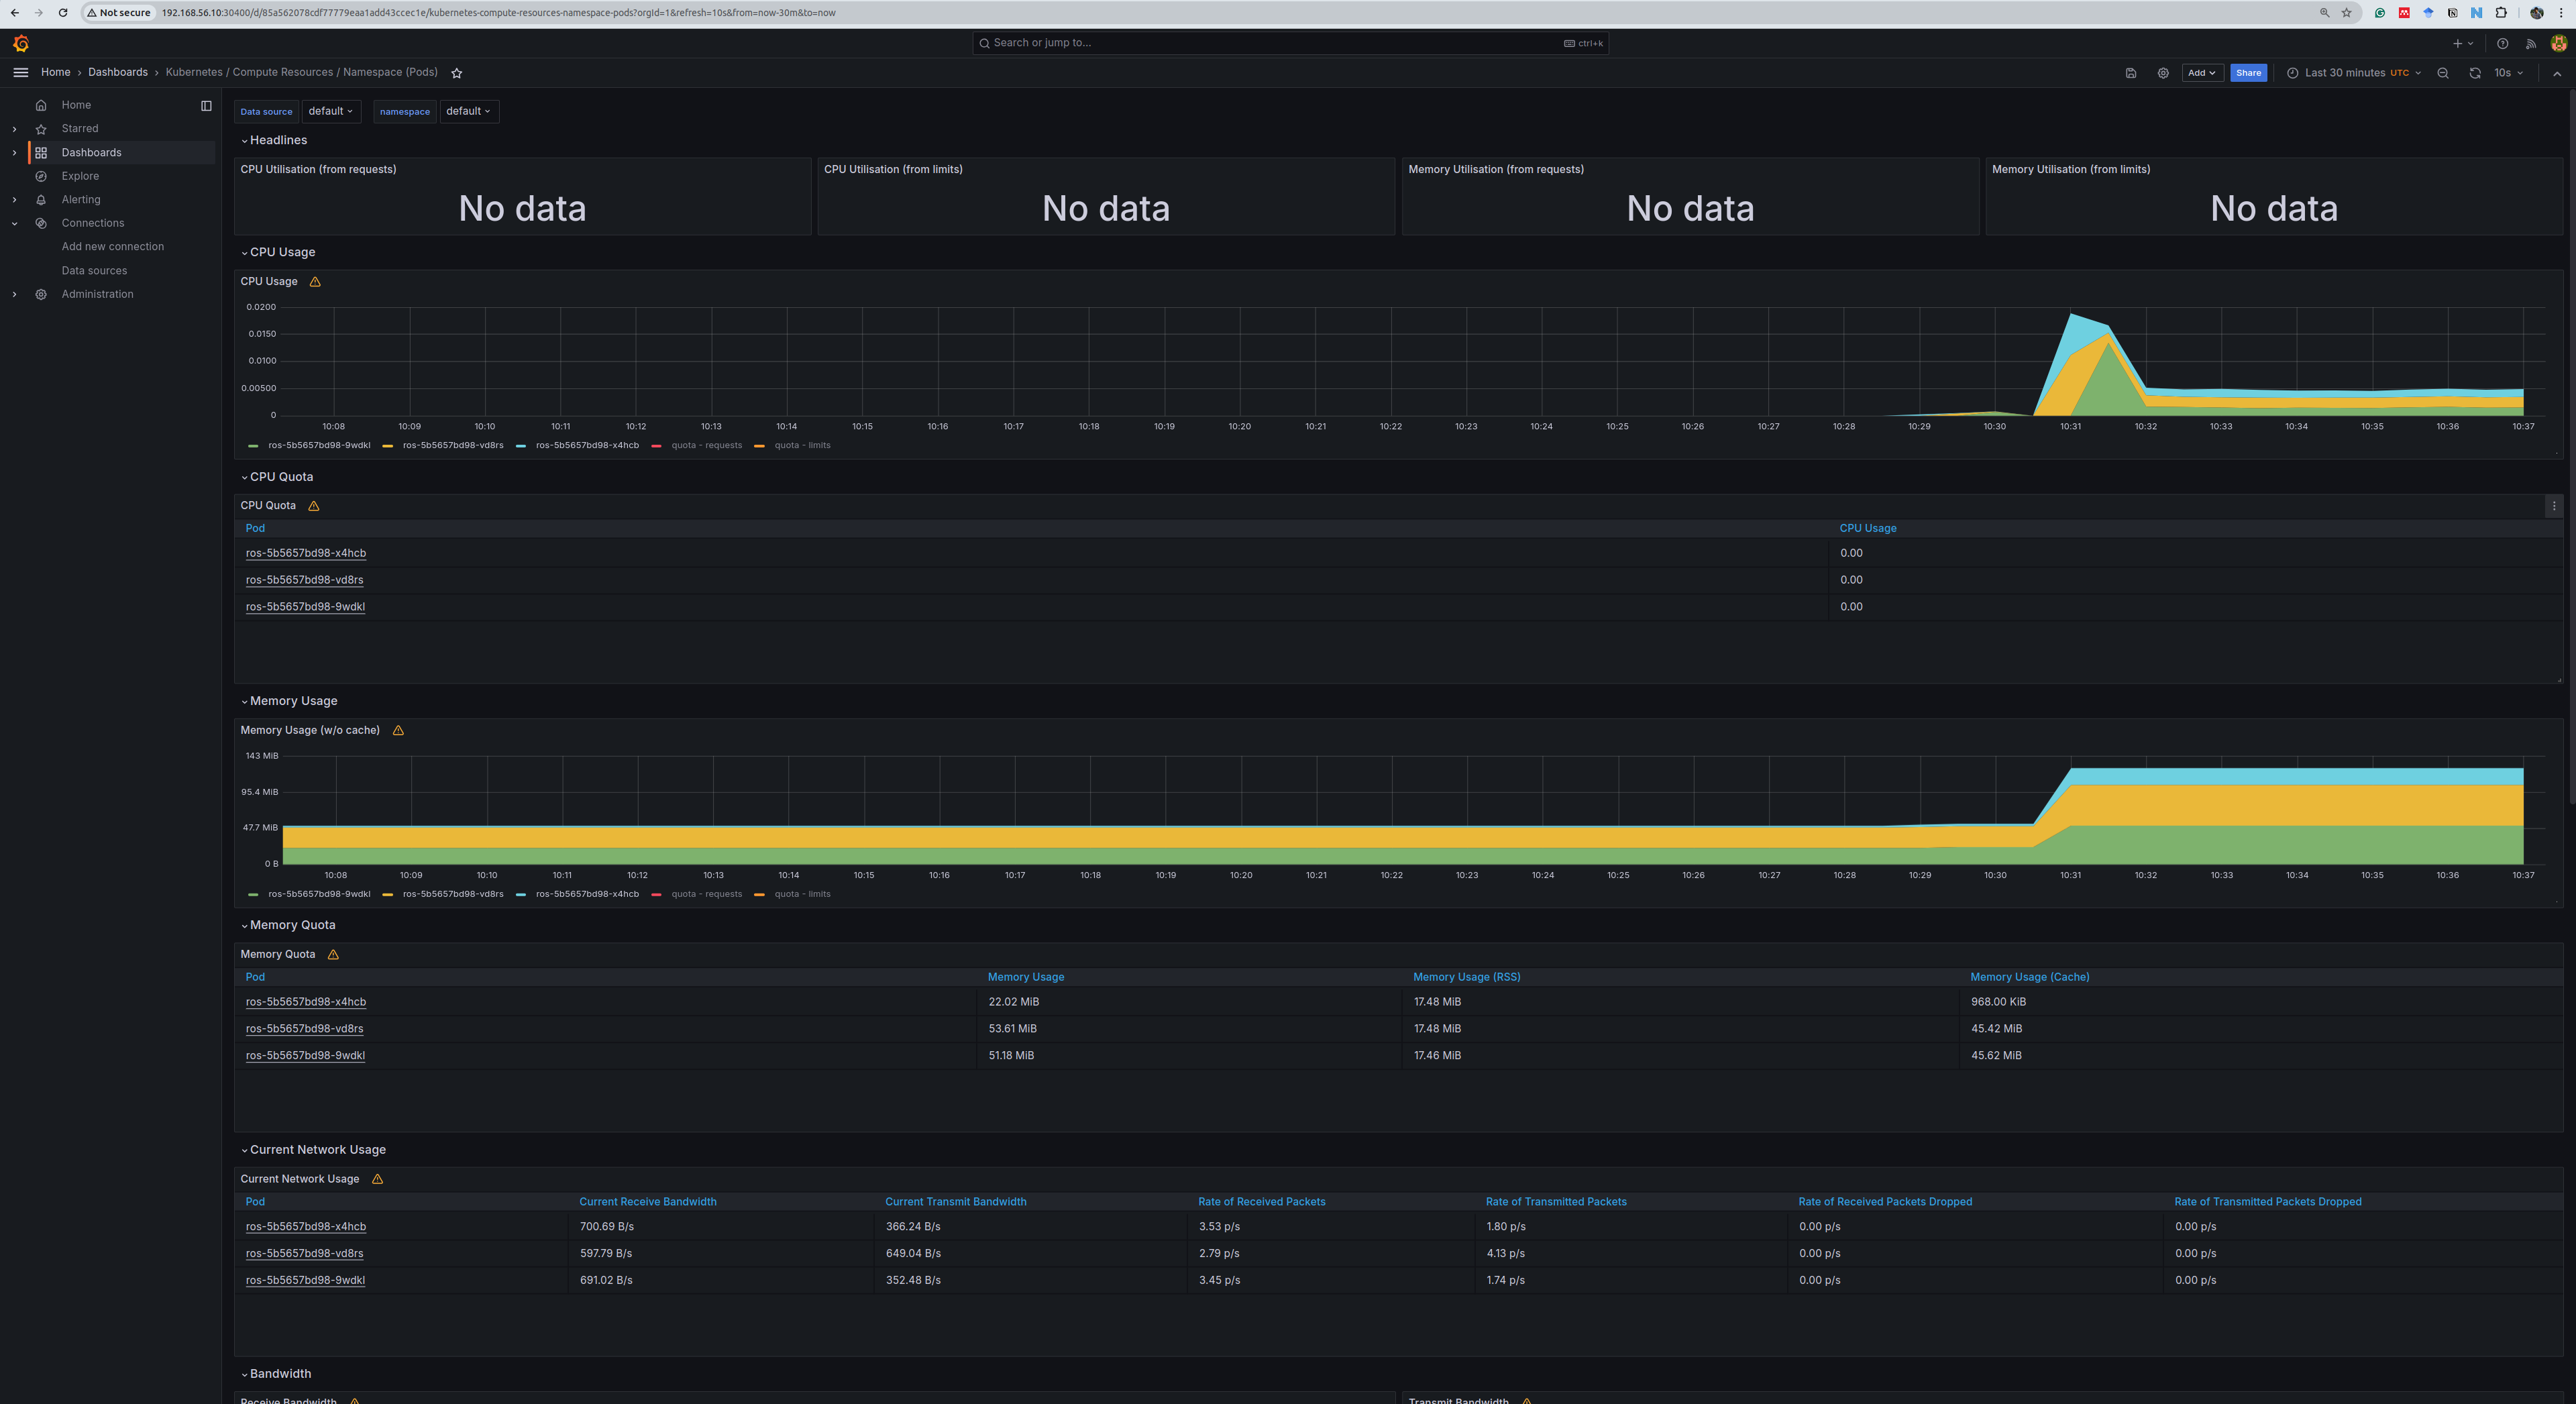 Not secure 192.168.56.10:30400/d/85a562078cdf77779eaa1add43ccec1e/kubernetes-compute-resources-namespace-pods?orgId=1&refresh=10s&from=now-30m&to=now
Search or jump to... ctrl+k
Home › Dashboards › Kubernetes / Compute Resources / Namespace (Pods) Add Share Last 30 minutes UTC 10s
Home
Starred
Dashboards
Explore
Alerting
Connections
Add new connection
Data sources
Administration
Data source default namespace default
Headlines
CPU Utilisation (from requests) CPU Utilisation (from limits) Memory Utilisation (from requests) Memory Utilisation (from limits)
No data No data No data No data
CPU Usage
CPU Usage
0.0200
0.0150
0.0100
0.00500
0
10:08 10:09 10:10 10:11 10:12 10:13 10:14 10:15 10:16 10:17 10:18 10:19 10:20 10:21 10:22 10:23 10:24 10:25 10:26 10:27 10:28 10:29 10:30 10:31 10:32 10:33 10:34 10:35 10:36 10:37
ros-5b5657bd98-9wdkl ros-5b5657bd98-vd8rs ros-5b5657bd98-x4hcb quota - requests quota - limits
CPU Quota
CPU Quota
Pod CPU Usage
ros-5b5657bd98-x4hcb 0.00
ros-5b5657bd98-vd8rs 0.00
ros-5b5657bd98-9wdkl 0.00
Memory Usage
Memory Usage (w/o cache)
143 MiB
95.4 MiB
47.7 MiB
0 B
10:08 10:09 10:10 10:11 10:12 10:13 10:14 10:15 10:16 10:17 10:18 10:19 10:20 10:21 10:22 10:23 10:24 10:25 10:26 10:27 10:28 10:29 10:30 10:31 10:32 10:33 10:34 10:35 10:36 10:37
ros-5b5657bd98-9wdkl ros-5b5657bd98-vd8rs ros-5b5657bd98-x4hcb quota - requests quota - limits
Memory Quota
Memory Quota
Pod Memory Usage Memory Usage (RSS) Memory Usage (Cache)
ros-5b5657bd98-x4hcb 22.02 MiB 17.48 MiB 968.00 KiB
ros-5b5657bd98-vd8rs 53.61 MiB 17.48 MiB 45.42 MiB
ros-5b5657bd98-9wdkl 51.18 MiB 17.46 MiB 45.62 MiB
Current Network Usage
Current Network Usage
Pod Current Receive Bandwidth Current Transmit Bandwidth Rate of Received Packets Rate of Transmitted Packets Rate of Received Packets Dropped Rate of Transmitted Packets Dropped
ros-5b5657bd98-x4hcb 700.69 B/s 366.24 B/s 3.53 p/s 1.80 p/s 0.00 p/s 0.00 p/s
ros-5b5657bd98-vd8rs 597.79 B/s 649.04 B/s 2.79 p/s 4.13 p/s 0.00 p/s 0.00 p/s
ros-5b5657bd98-9wdkl 691.02 B/s 352.48 B/s 3.45 p/s 1.74 p/s 0.00 p/s 0.00 p/s
Bandwidth
Receive Bandwidth Transmit Bandwidth